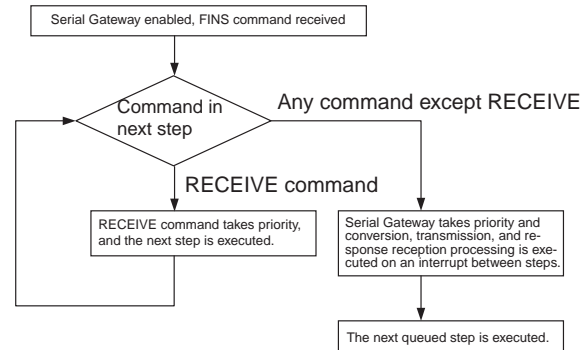 Serial Gateway enabled, FINS command received
Command in
next step
Any command except RECEIVE
RECEIVE command
RECEIVE command takes priority,
and the next step is executed.
Serial Gateway takes priority and
conversion, transmission, and re-
sponse reception processing is exe-
cuted on an interrupt between steps.
The next queued step is executed.